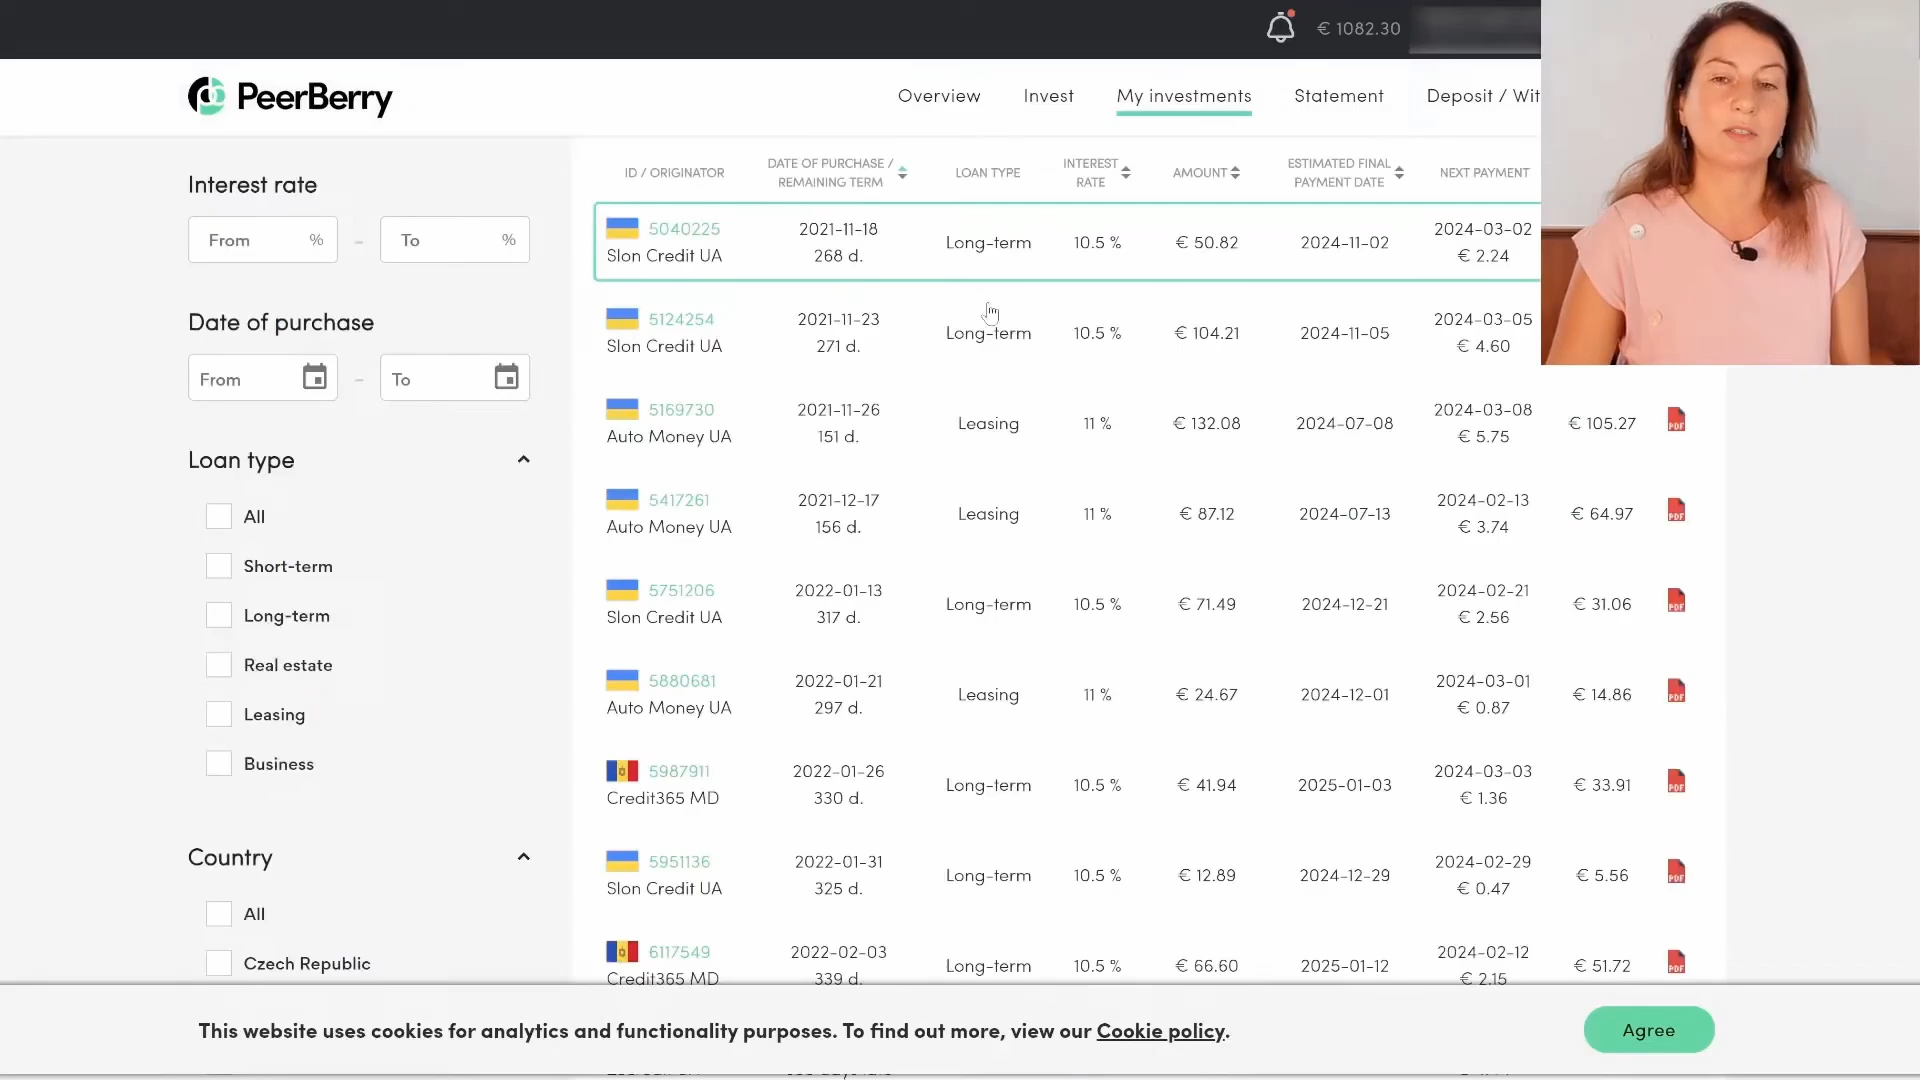 € 1082.30
PeerBerry
Overview
Invest
My investments
Statement
Deposit / Wit
Interest rate
From %
–
To %
Date of purchase
From
–
To
Loan type
All
Short-term
Long-term
Real estate
Leasing
Business
Country
All
Czech Republic
ID / ORIGINATOR
DATE OF PURCHASE /
REMAINING TERM
LOAN TYPE
INTEREST
RATE
AMOUNT
ESTIMATED FINAL
PAYMENT DATE
NEXT PAYMENT
5040225
Slon Credit UA
2021-11-18
268 d.
Long-term
10.5 %
€ 50.82
2024-11-02
2024-03-02
€ 2.24
5124254
Slon Credit UA
2021-11-23
271 d.
Long-term
10.5 %
€ 104.21
2024-11-05
2024-03-05
€ 4.60
5169730
Auto Money UA
2021-11-26
151 d.
Leasing
11 %
€ 132.08
2024-07-08
2024-03-08
€ 5.75
€ 105.27
PDF
5417261
Auto Money UA
2021-12-17
156 d.
Leasing
11 %
€ 87.12
2024-07-13
2024-02-13
€ 3.74
€ 64.97
PDF
5751206
Slon Credit UA
2022-01-13
317 d.
Long-term
10.5 %
€ 71.49
2024-12-21
2024-02-21
€ 2.56
€ 31.06
PDF
5880681
Auto Money UA
2022-01-21
297 d.
Leasing
11 %
€ 24.67
2024-12-01
2024-03-01
€ 0.87
€ 14.86
PDF
5987911
Credit365 MD
2022-01-26
330 d.
Long-term
10.5 %
€ 41.94
2025-01-03
2024-03-03
€ 1.36
€ 33.91
PDF
5951136
Slon Credit UA
2022-01-31
325 d.
Long-term
10.5 %
€ 12.89
2024-12-29
2024-02-29
€ 0.47
€ 5.56
PDF
6117549
Credit365 MD
2022-02-03
339 d.
Long-term
10.5 %
€ 66.60
2025-01-12
2024-02-12
€ 2.15
€ 51.72
PDF
This website uses cookies for analytics and functionality purposes. To find out more, view our Cookie policy.
Agree